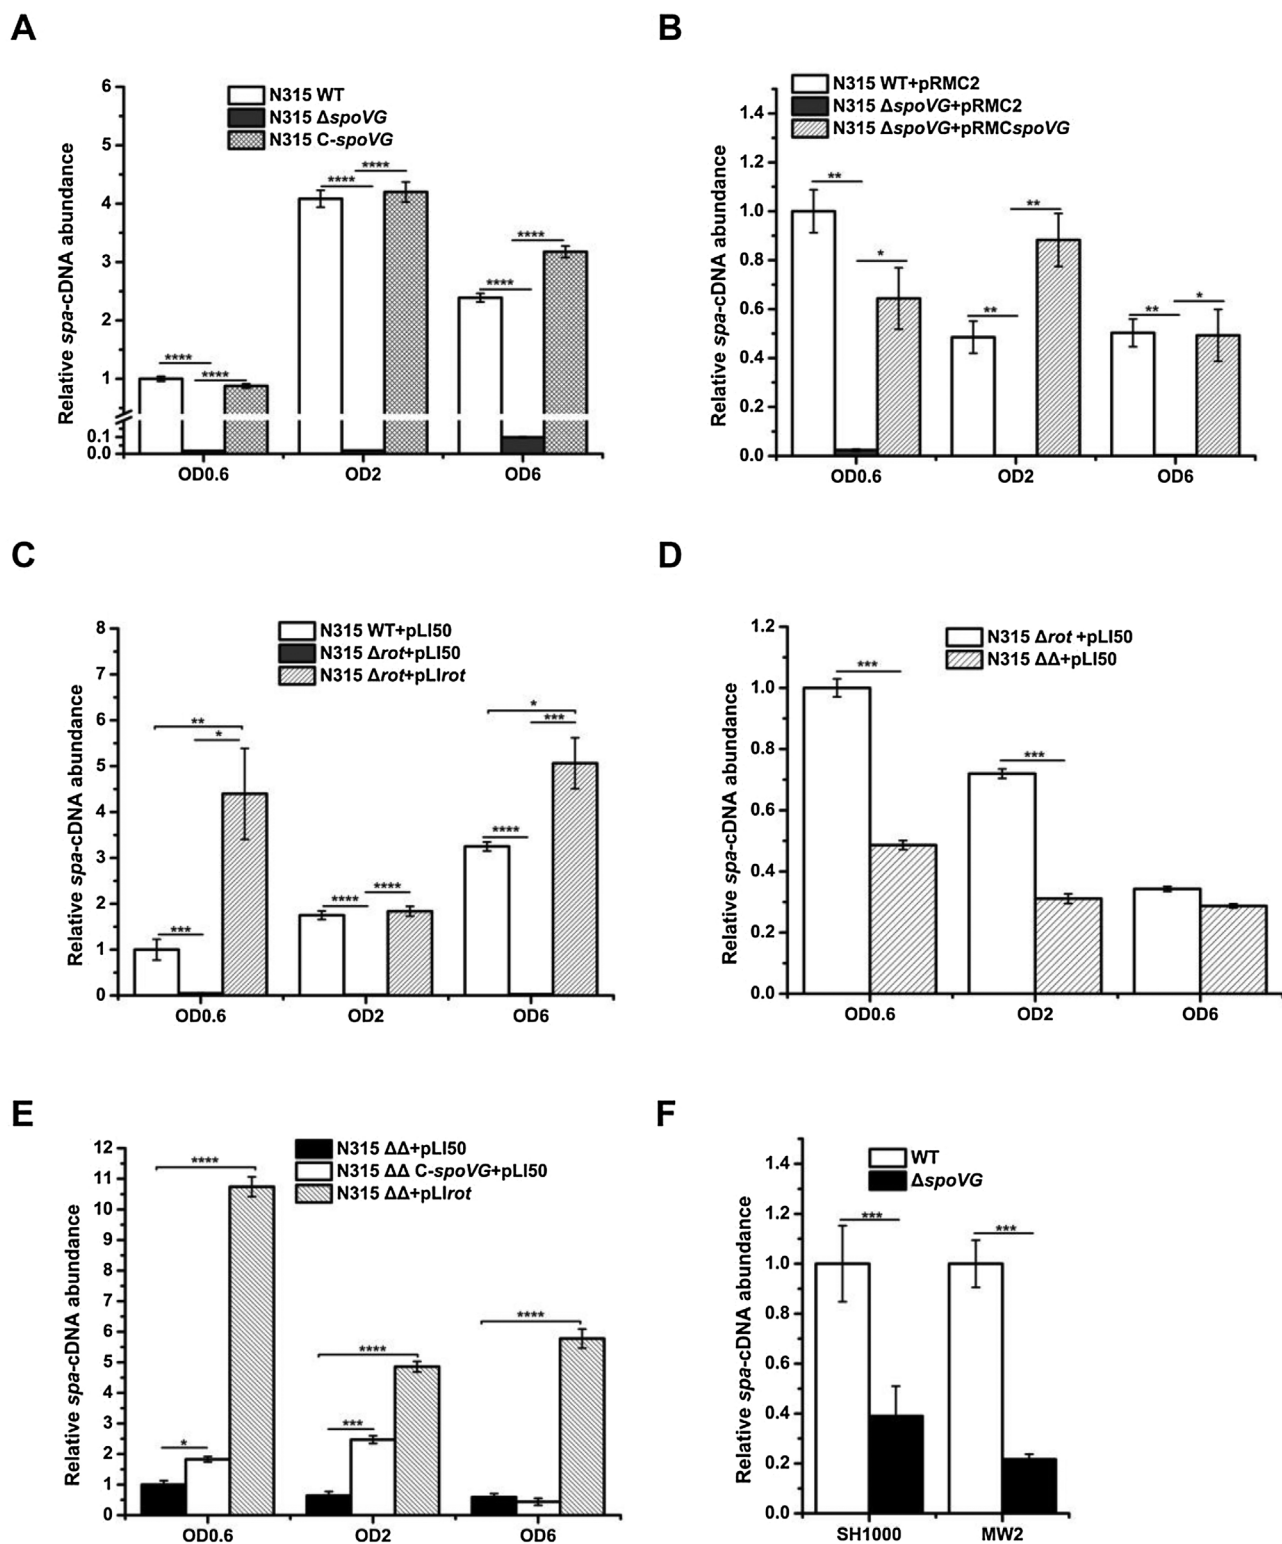 A
N315 WT
N315 ΔspoVG
N315 C-spoVG
Relative spa-cDNA abundance
6
5
4
3
2
1
0.1
0.0
****
****
****
****
****
****
OD0.6
OD2
OD6
B
N315 WT+pRMC2
N315 ΔspoVG+pRMC2
N315 ΔspoVG+pRMCspoVG
Relative spa-cDNA abundance
1.4
1.2
1.0
0.8
0.6
0.4
0.2
0.0
**
*
**
**
**
*
OD0.6
OD2
OD6
C
N315 WT+pLI50
N315 Δrot+pLI50
N315 Δrot+pLIrot
Relative spa-cDNA abundance
8
7
6
5
4
3
2
1
0
**
*
***
****
****
*
***
****
OD0.6
OD2
OD6
D
N315 Δrot +pLI50
N315 ΔΔ+pLI50
Relative spa-cDNA abundance
1.2
1.0
0.8
0.6
0.4
0.2
0.0
***
***
OD0.6
OD2
OD6
E
N315 ΔΔ+pLI50
N315 ΔΔ C-spoVG+pLI50
N315 ΔΔ+pLIrot
Relative spa-cDNA abundance
12
11
10
9
8
7
6
5
4
3
2
1
0
****
*
****
***
****
OD0.6
OD2
OD6
F
WT
ΔspoVG
Relative spa-cDNA abundance
1.4
1.2
1.0
0.8
0.6
0.4
0.2
0.0
***
***
SH1000
MW2